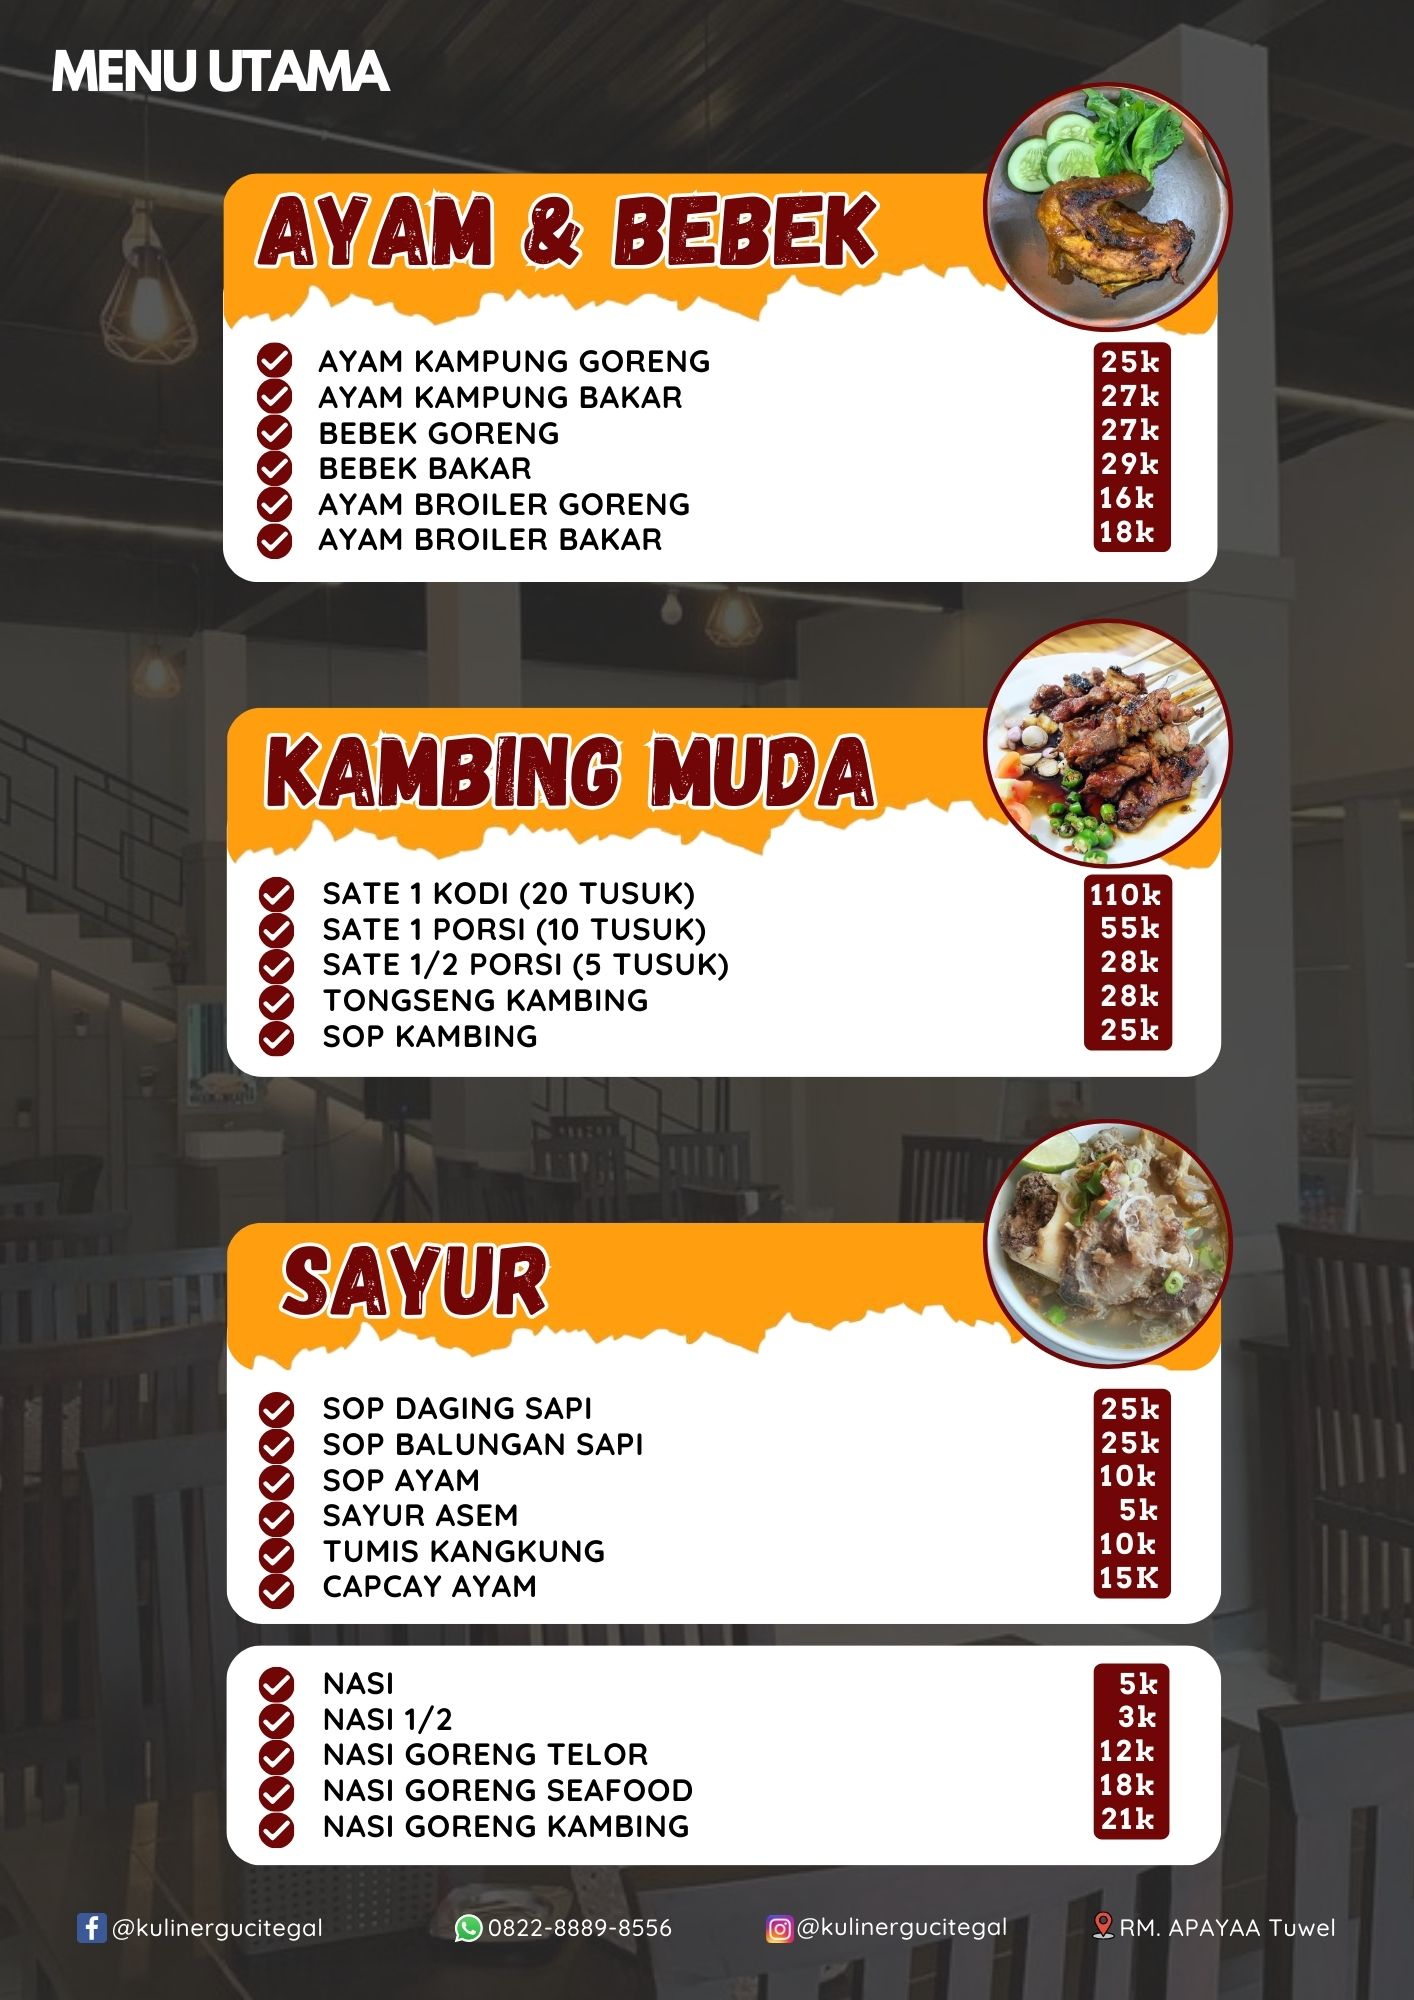 MENU UTAMA
AYAM & BEBEK
AYAM KAMPUNG GORENG 25k
AYAM KAMPUNG BAKAR 27k
BEBEK GORENG 27k
BEBEK BAKAR 29k
AYAM BROILER GORENG 16k
AYAM BROILER BAKAR 18k
KAMBING MUDA
SATE 1 KODI (20 TUSUK) 110k
SATE 1 PORSI (10 TUSUK) 55k
SATE 1/2 PORSI (5 TUSUK) 28k
TONGSENG KAMBING 28k
SOP KAMBING 25k
SAYUR
SOP DAGING SAPI 25k
SOP BALUNGAN SAPI 25k
SOP AYAM 10k
SAYUR ASEM 5k
TUMIS KANGKUNG 10k
CAPCAY AYAM 15K
NASI 5k
NASI 1/2 3k
NASI GORENG TELOR 12k
NASI GORENG SEAFOOD 18k
NASI GORENG KAMBING 21k
@kulinergucitegal 0822-8889-8556 @kulinergucitegal RM. APAYAA Tuwel